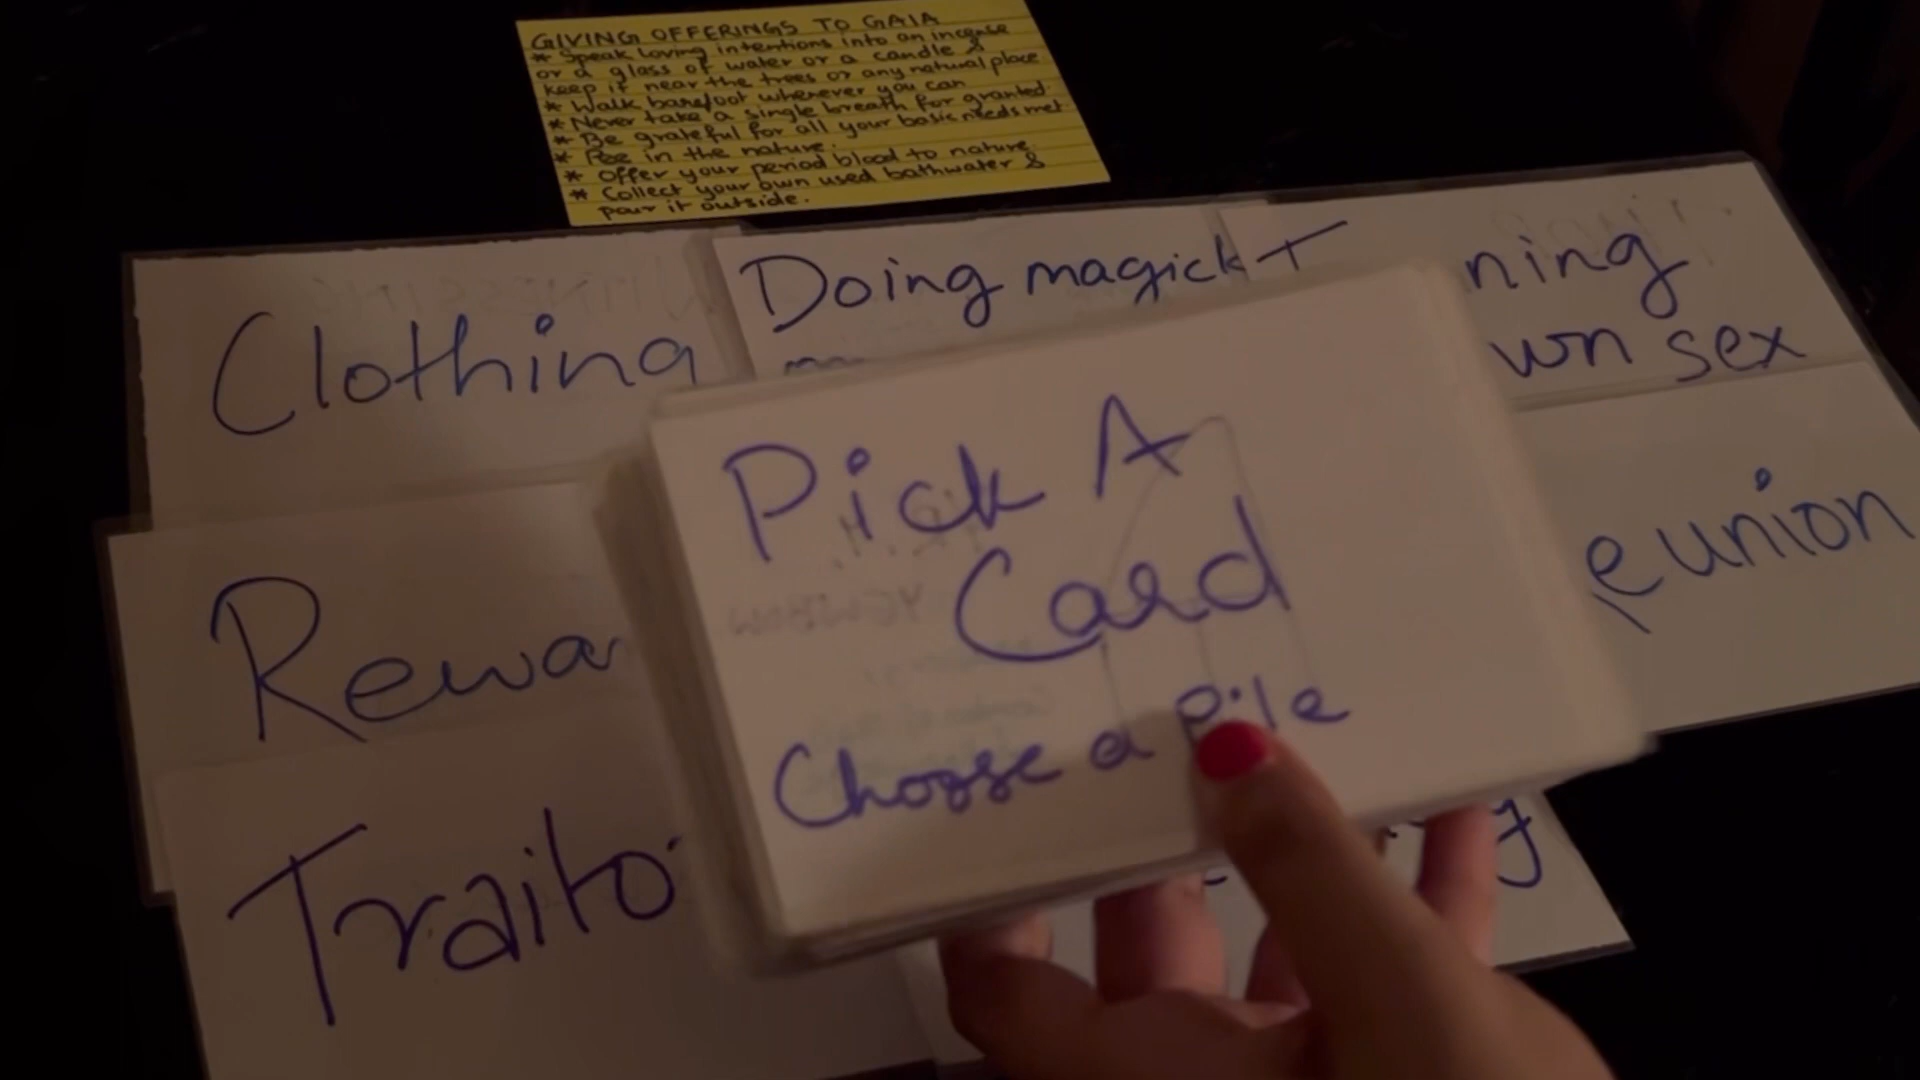 GIVING OFFERINGS TO GAIA
* Speak loving intentions into an incense
or a glass of water or a candle &
keep it near the trees or any natural place.
* Walk barefoot wherever you can
* Never take a single breath for granted.
* Be grateful for all your basic needs met.
* Pee in the nature.
* Offer your period blood to nature.
* Collect your own used bathwater &
pour it outside.
Clothing
Doing magick
ning
wn sex
Pick A
Card
Choose a Pile
Rewa
eunion
Traito